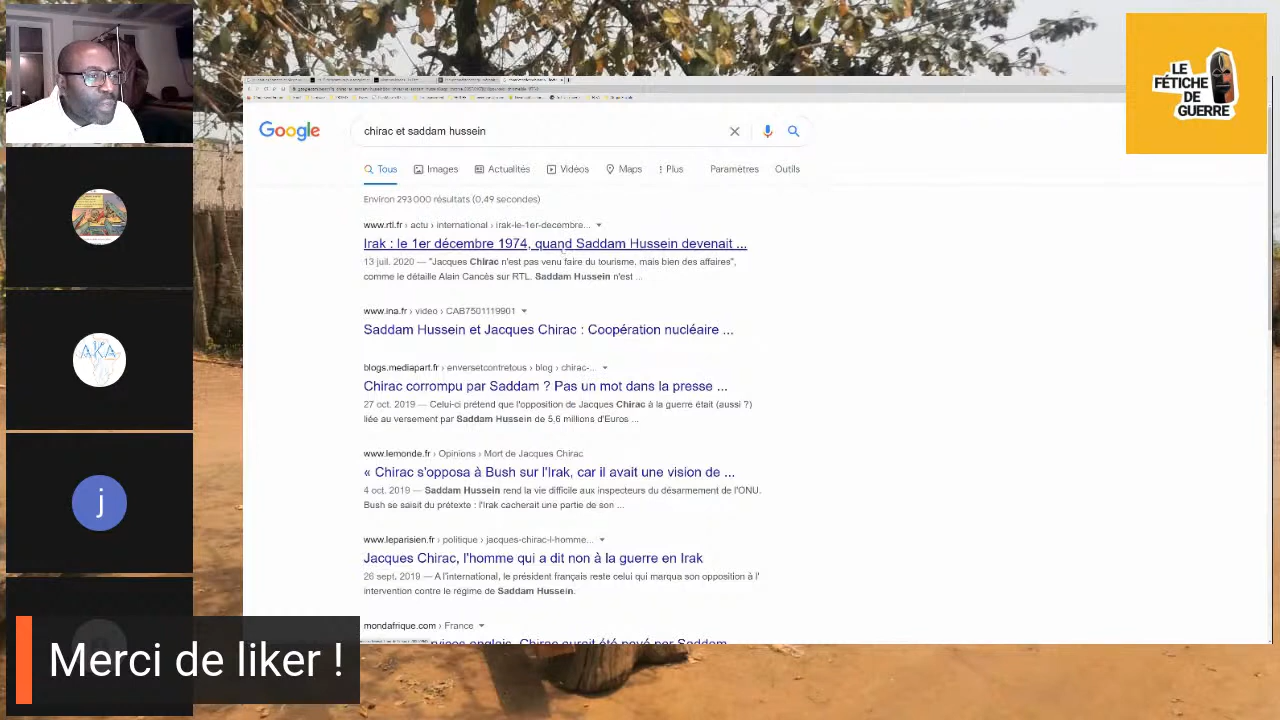 LE
FÉTICHE
DE
GUERRE
Google
chirac et saddam hussein
Tous Images Actualités Vidéos Maps Plus Paramètres Outils
Environ 293 000 résultats (0,49 secondes)
www.rtl.fr › actu › international › irak-le-1er-decembre...
Irak : le 1er décembre 1974, quand Saddam Hussein devenait ...
13 juil. 2020 — "Jacques Chirac n'est pas venu faire du tourisme, mais bien des affaires",
comme le détaille Alain Cancès sur RTL. Saddam Hussein n'est ...
www.ina.fr › video › CAB7501119901
Saddam Hussein et Jacques Chirac : Coopération nucléaire ...
blogs.mediapart.fr › enversetcontretous › blog › chirac-...
Chirac corrompu par Saddam ? Pas un mot dans la presse ...
27 oct. 2019 — Celui-ci prétend que l'opposition de Jacques Chirac à la guerre était (aussi ?)
liée au versement par Saddam Hussein de 5,6 millions d'Euros ...
www.lemonde.fr › Opinions › Mort de Jacques Chirac
« Chirac s'opposa à Bush sur l'Irak, car il avait une vision de ...
4 oct. 2019 — Saddam Hussein rend la vie difficile aux inspecteurs du désarmement de l'ONU.
Bush se saisit du prétexte : l'Irak cacherait une partie de son ...
www.leparisien.fr › politique › jacques-chirac-l-homme...
Jacques Chirac, l'homme qui a dit non à la guerre en Irak
26 sept. 2019 — A l'international, le président français reste celui qui marqua son opposition à l'
intervention contre le régime de Saddam Hussein.
mondafrique.com › France
anglais, Chirac aurait été payé par Saddam
AKA
j
Merci de liker !